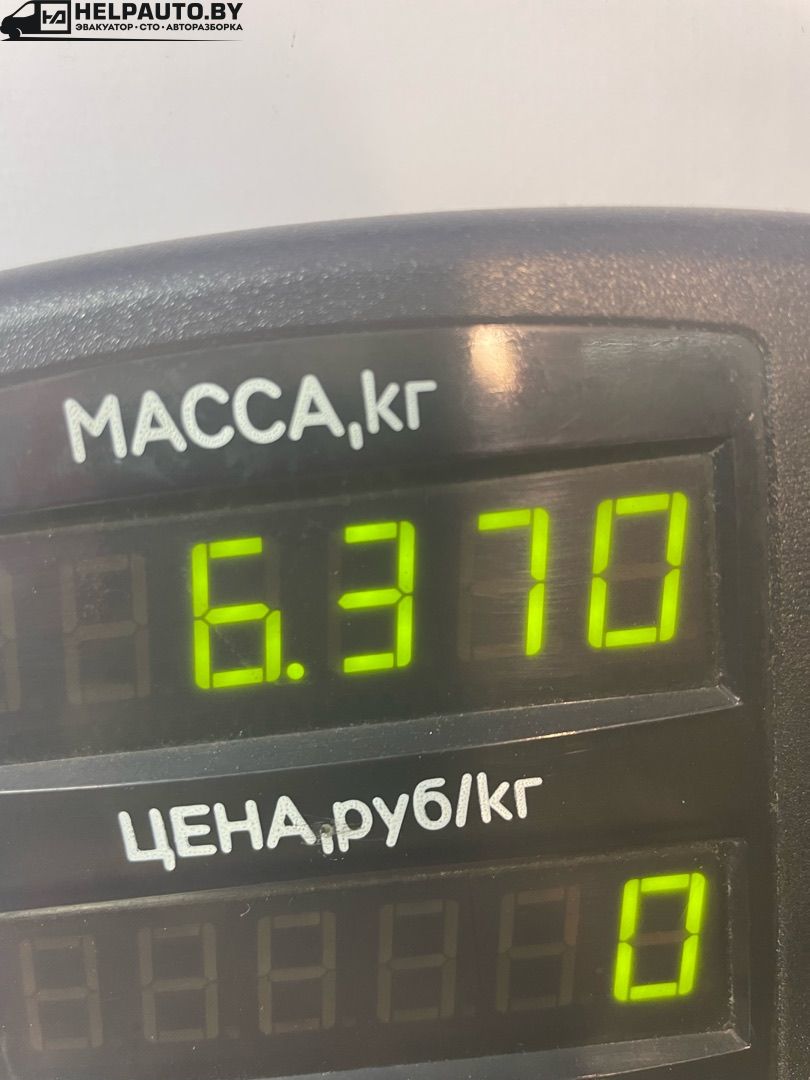 HELPAUTO.BY
ЭВАКУАТОР • СТО • АВТОРАЗБОРКА
МАССА,кг
6.370
ЦЕНА,руб/кг
0